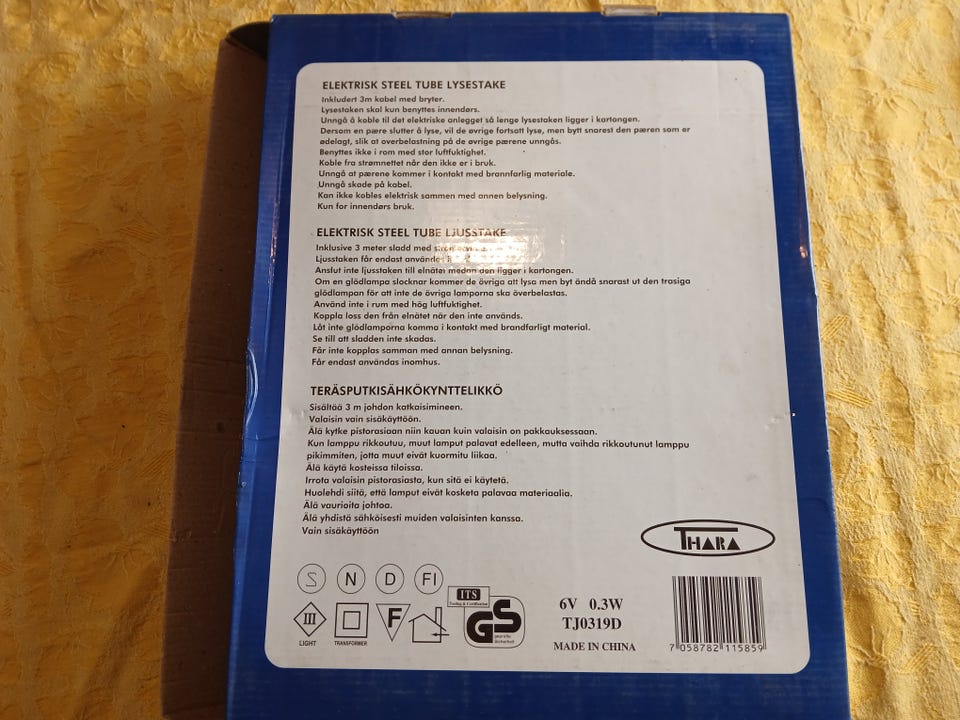 ELEKTRISK STEEL TUBE LYSESTAKE
Inkludert 3m kabel med bryter.
Lysestaken skal kun benyttes innendørs.
Unngå å koble til det elektriske anlegget så lenge lysestaken ligger i kartongen.
Dersom en pære slutter å lyse, vil de øvrige fortsatt lyse, men bytt snarest den pæren som er
ødelagt, slik at overbelastning på de øvrige pærene unngås.
Benyttes ikke i rom med stor luftfuktighet.
Koble fra strømnettet når den ikke er i bruk.
Unngå at pærene kommer i kontakt med brannfarlig materiale.
Unngå skade på kabel.
Kan ikke kobles elektrisk sammen med annen belysning.
Kun for innendørs bruk.
ELEKTRISK STEEL TUBE LJUSSTAKE
Inklusive 3 meter sladd med
Ljusstaken får endast
Anslut inte ljusstaken till elnätet medan den ligger i kartongen.
Om en glödlampa slocknar kommer de övriga att lysa men byt ändå snarast ut den trasiga
glödlampan för att inte de övriga lamporna ska överbelastas.
Använd inte i rum med hög luftfuktighet.
Koppla loss den från elnätet när den inte används.
Låt inte glödlamporna komma i kontakt med brandfarligt material.
Se till att sladden inte skadas.
Får inte kopplas samman med annan belysning.
Får endast användas inomhus.
TERÄSPUTKISÄHKÖKYNTTELIKKÖ
Sisältää 3 m johdon katkaisimineen.
Valaisin vain sisäkäyttöön.
Älä kytke pistorasiaan niin kauan kuin valaisin on pakkauksessaan.
Kun lamppu rikkoutuu, muut lamput palavat edelleen, mutta vaihda rikkoutunut lamppu
pikimmiten, jotta muut eivät kuormitu liikaa.
Älä käytä kosteissa tiloissa.
Irrota valaisin pistorasiasta, kun sitä ei käytetä.
Huolehdi siitä, että lamput eivät kosketa palavaa materiaalia.
Älä vaurioita johtoa.
Älä yhdistä sähköisesti muiden valaisinten kanssa.
Vain sisäkäyttöön
THARA
S N D FI
III
LIGHT
TRANSFORMER
F
ITS
Testing & Certification
GS
geprüfte
Sicherheit
6V 0.3W
TJ0319D
MADE IN CHINA
7 058782 115859